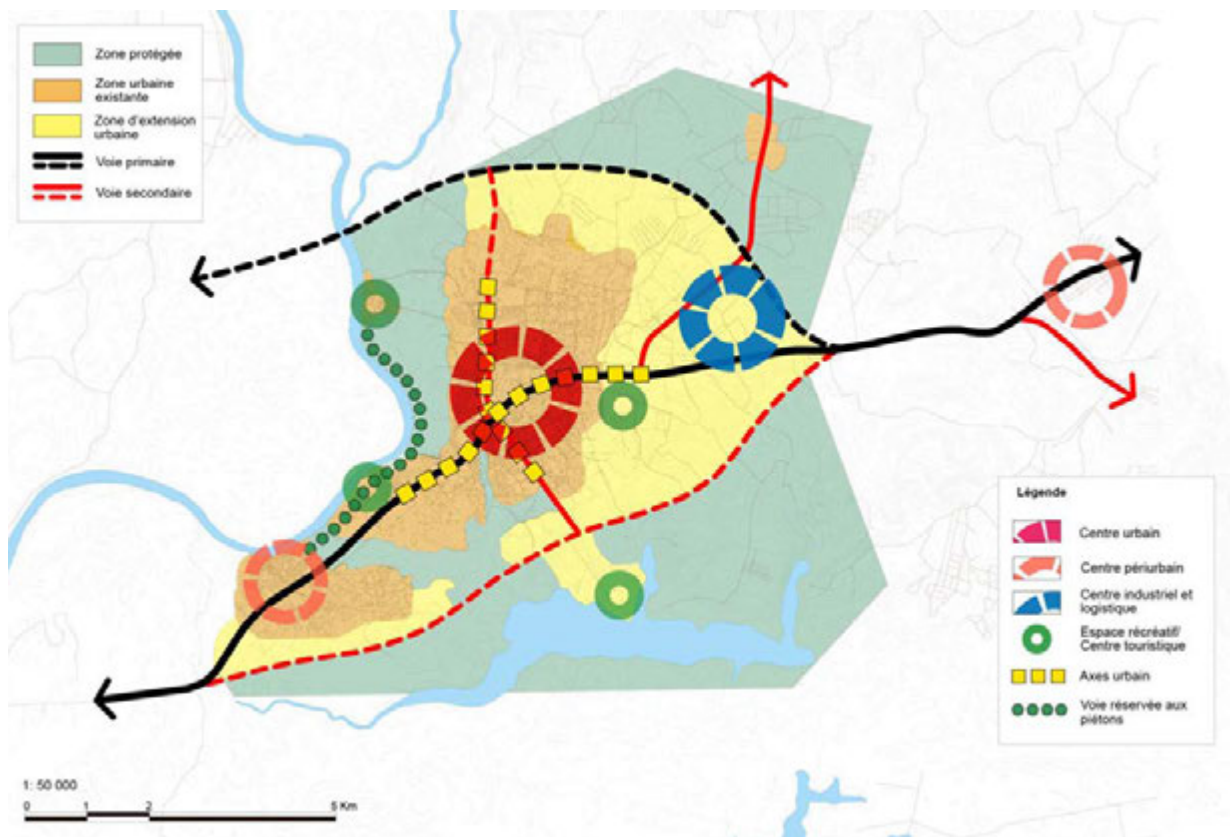 Zone protégée
Zone urbaine
existante
Zone d'extension
urbaine
Voie primaire
Voie secondaire
Légende
Centre urbain
Centre périurbain
Centre industriel et
logistique
Espace récréatif/
Centre touristique
Axes urbain
Voie réservée aux
piétons
1: 50 000
0 1 2 5 Km